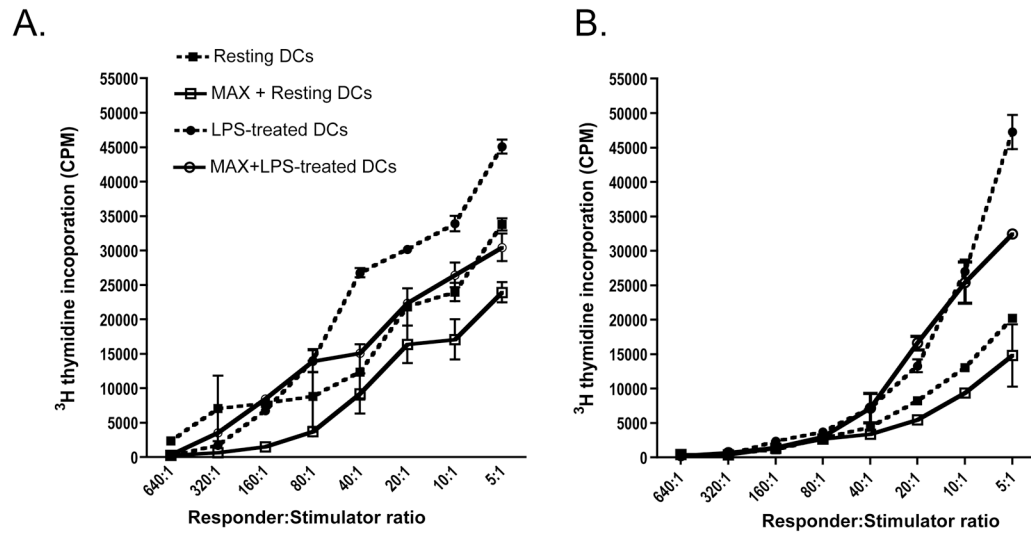 A.
Resting DCs
MAX + Resting DCs
LPS-treated DCs
MAX+LPS-treated DCs
55000
50000
45000
40000
35000
30000
25000
20000
15000
10000
5000
0
³H thymidine incoporation (CPM)
640:1 320:1 160:1 80:1 40:1 20:1 10:1 5:1
Responder:Stimulator ratio
B.
55000
50000
45000
40000
35000
30000
25000
20000
15000
10000
5000
0
³H thymidine incorporation (CPM)
640:1 320:1 160:1 80:1 40:1 20:1 10:1 5:1
Responder:Stimulator ratio